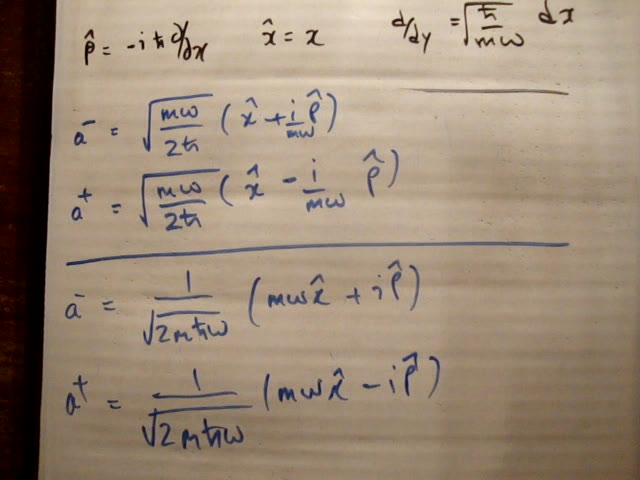 p̂ = -iħ d/dx x̂ = x d/dy = √(ħ/mω) dx
a⁻ = √(mω/2ħ) (x̂ + i/mω p̂)
a⁺ = √(mω/2ħ) (x̂ - i/mω p̂)
a⁻ = 1/√(2mħω) (mωx̂ + ip̂)
a⁺ = 1/√(2mħω) (mωx̂ - ip̂)